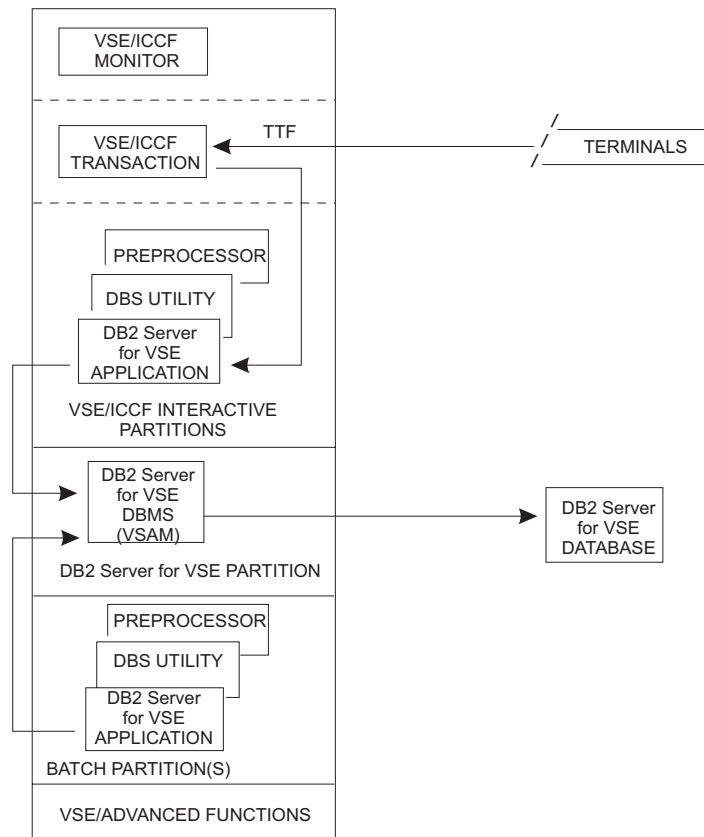 VSE/ICCF
MONITOR
TTF
VSE/ICCF
TRANSACTION
TERMINALS
PREPROCESSOR
DBS UTILITY
DB2 Server
for VSE
APPLICATION
VSE/ICCF INTERACTIVE
PARTITIONS
DB2 Server
for VSE
DBMS
(VSAM)
DB2 Server
for VSE
DATABASE
DB2 Server for VSE PARTITION
PREPROCESSOR
DBS UTILITY
DB2 Server
for VSE
APPLICATION
BATCH PARTITION(S)
VSE/ADVANCED FUNCTIONS